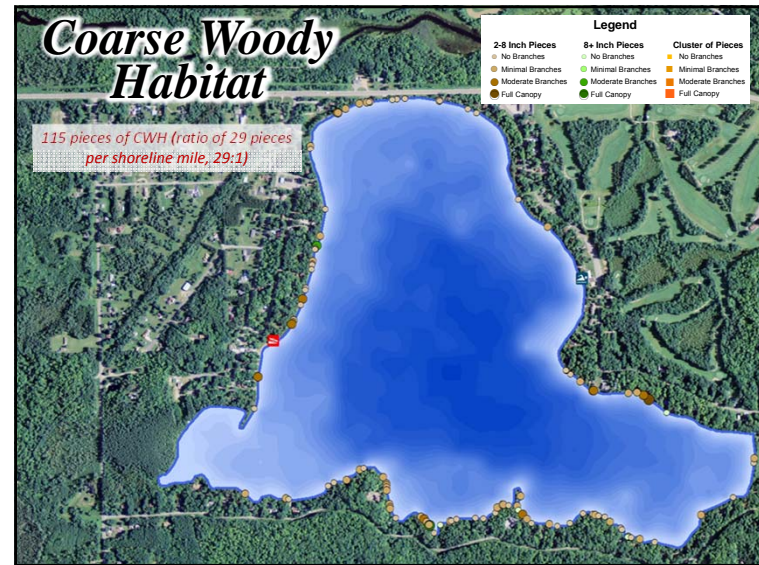 Coarse Woody
Habitat
115 pieces of CWH (ratio of 29 pieces
per shoreline mile, 29:1)
Legend
2-8 Inch Pieces 8+ Inch Pieces Cluster of Pieces
No Branches No Branches No Branches
Minimal Branches Minimal Branches Minimal Branches
Moderate Branches Moderate Branches Moderate Branches
Full Canopy Full Canopy Full Canopy